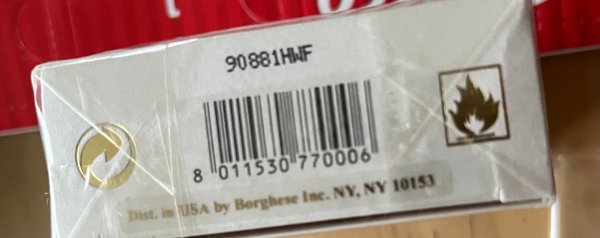 90881HWF
8 011530 770006
Dist. in USA by Borghese Inc. NY, NY 10153